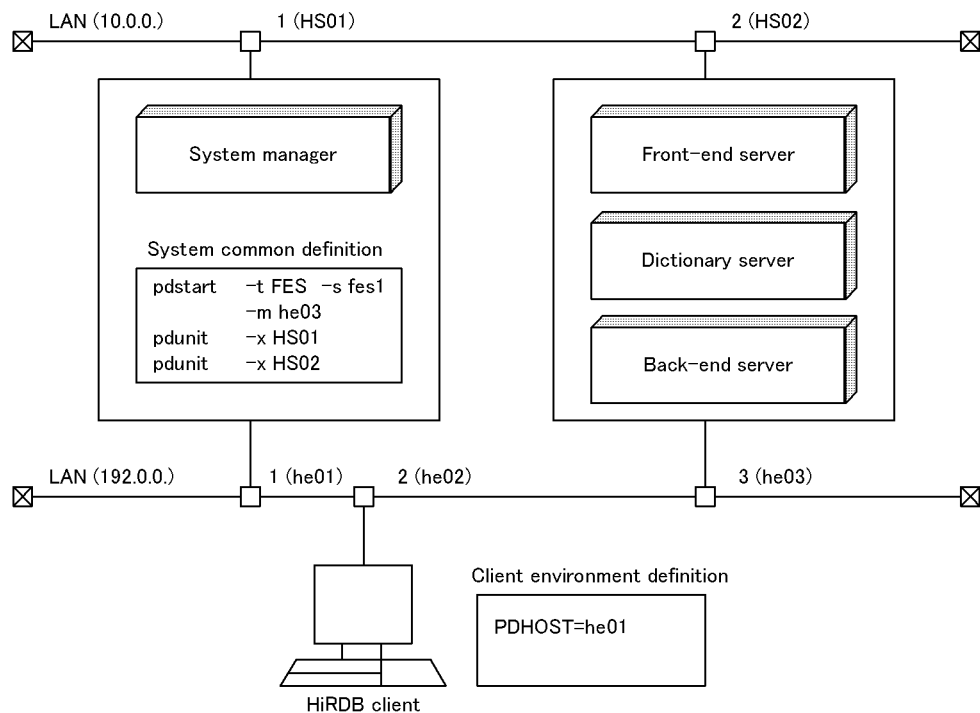 LAN (10.0.0.)
1 (HS01)
2 (HS02)
System manager
System common definition
pdstart -t FES -s fes1
-m he03
pdunit -x HS01
pdunit -x HS02
Front-end server
Dictionary server
Back-end server
LAN (192.0.0.)
1 (he01)
2 (he02)
3 (he03)
Client environment definition
PDHOST=he01
HiRDB client